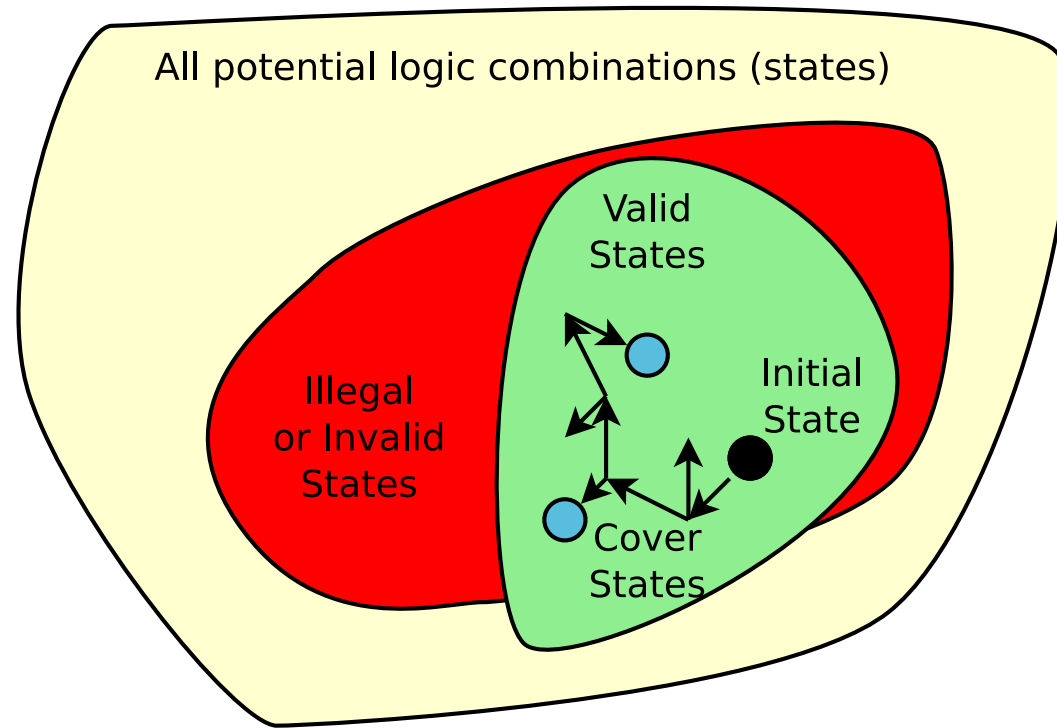 All potential logic combinations (states)
Valid
States
Initial
State
Illegal
or Invalid
States
Cover
States